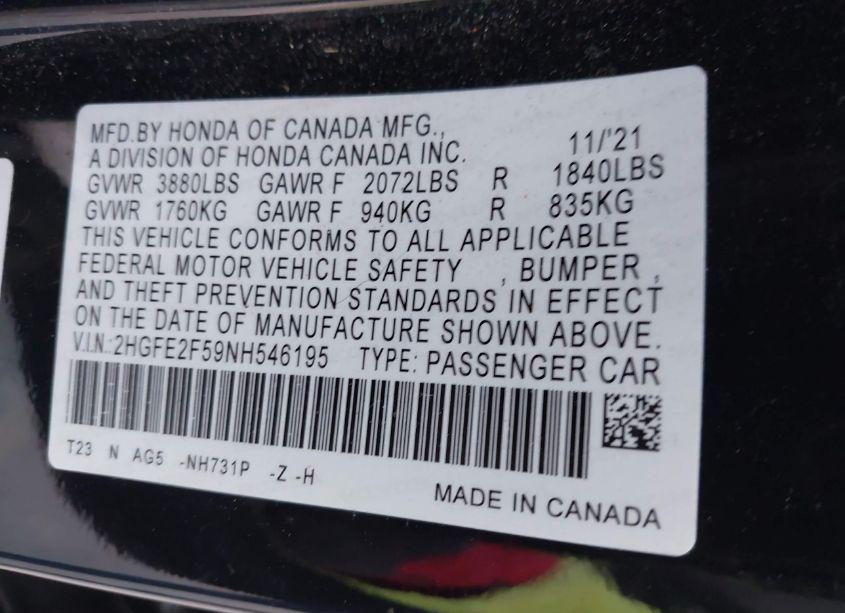 MFD.BY HONDA OF CANADA MFG.,
A DIVISION OF HONDA CANADA INC. 11/'21
GVWR 3880LBS GAWR F 2072LBS R 1840LBS
GVWR 1760KG GAWR F 940KG R 835KG
THIS VEHICLE CONFORMS TO ALL APPLICABLE
FEDERAL MOTOR VEHICLE SAFETY , BUMPER ,
AND THEFT PREVENTION STANDARDS IN EFFECT
ON THE DATE OF MANUFACTURE SHOWN ABOVE.
V.I.N.:2HGFE2F59NH546195 TYPE: PASSENGER CAR
T23 N AG5 -NH731P -Z -H
MADE IN CANADA